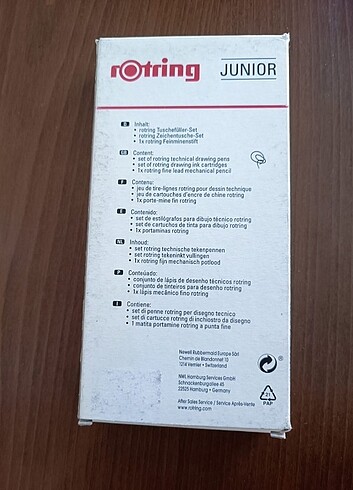 rotring JUNIOR
D Inhalt:
• rotring Tuschefüller-Set
• rotring Zeichentusche-Set
• 1x rotring Feinminenstift
GB Content:
• set of rotring technical drawing pens
• set of rotring drawing ink cartridges
• 1x rotring fine lead mechanical pencil
F Contenu:
• jeu de tire-lignes rotring pour dessin technique
• jeu de cartouches d'encre de chine rotring
• 1x porte-mine fin rotring
E Contenido:
• set de estilógrafos para dibujo técnico rotring
• set de cartuchos de tinta para dibujo rotring
• 1x portaminas rotring
NL Inhoud:
• set rotring technische tekenpennen
• set rotring tekeninkt vullingen
• 1x rotring fijn mechanisch potlood
P Conteúado:
• conjunto de lápis de desenho técnicos rotring
• conjunto de tinteiros para desenho rotring
• 1x lápis mecânico fino rotring
I Contiene:
• set di penne rotring per disegno tecnico
• set di cartucce rotring di inchiostro da disegno
• 1 matita portamine rotring a punta fine
Newell Rubbermaid Europe Sàrl
Chemin de Blandonnet 10
1214 Vernier • Switzerland
NWL Hamburg Services GmbH
Schnackenburgallee 45
22525 Hamburg • Germany
After Sales Service / Service Après-Vente
www.rotring.com
21
PAP